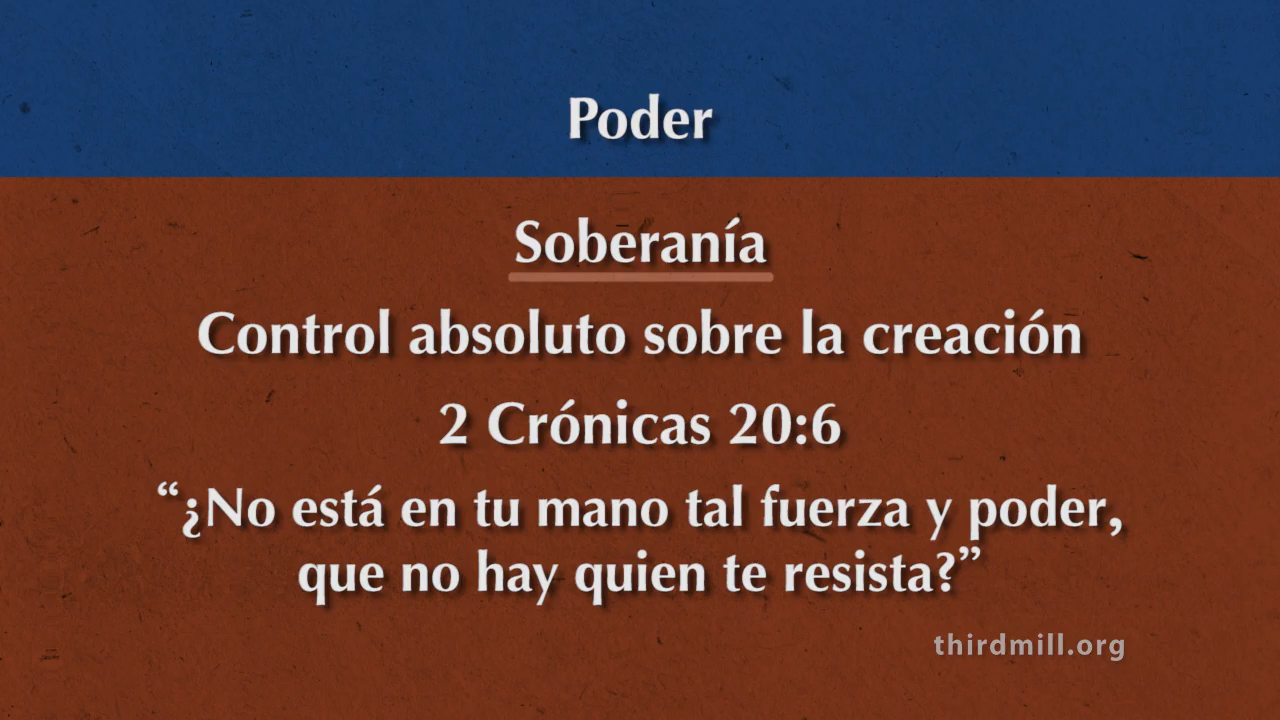 Poder
Soberanía
Control absoluto sobre la creación
2 Crónicas 20:6
“¿No está en tu mano tal fuerza y poder,
que no hay quien te resista?”
thirdmill.org